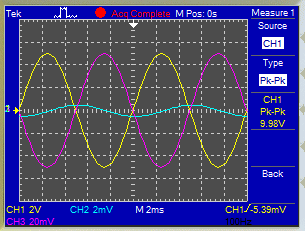 Tek Acq Complete M Pos: 0s Measure 1
Source
CH1
Type
Pk-Pk
CH1
Pk-Pk
9.98V
Back
CH1 2V CH2 2mV M 2ms CH1 -5.39mV
CH3 20mV